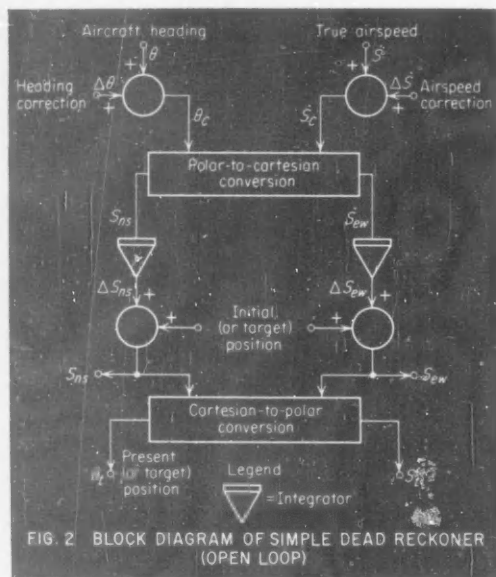 Aircraft heading
True airspeed
+ θ
+ Ṡ
Heading correction
Δθ +
ΔṠ +
Airspeed correction
θc
Ṡc
Polar-to-cartesian conversion
Ṡns
Ṡew
ΔSns +
ΔSew +
+ Initial (or target) position +
Sns
Sew
Cartesian-to-polar conversion
Present (or target) position
Legend
=Integrator
FIG. 2 BLOCK DIAGRAM OF SIMPLE DEAD RECKONER
(OPEN LOOP)